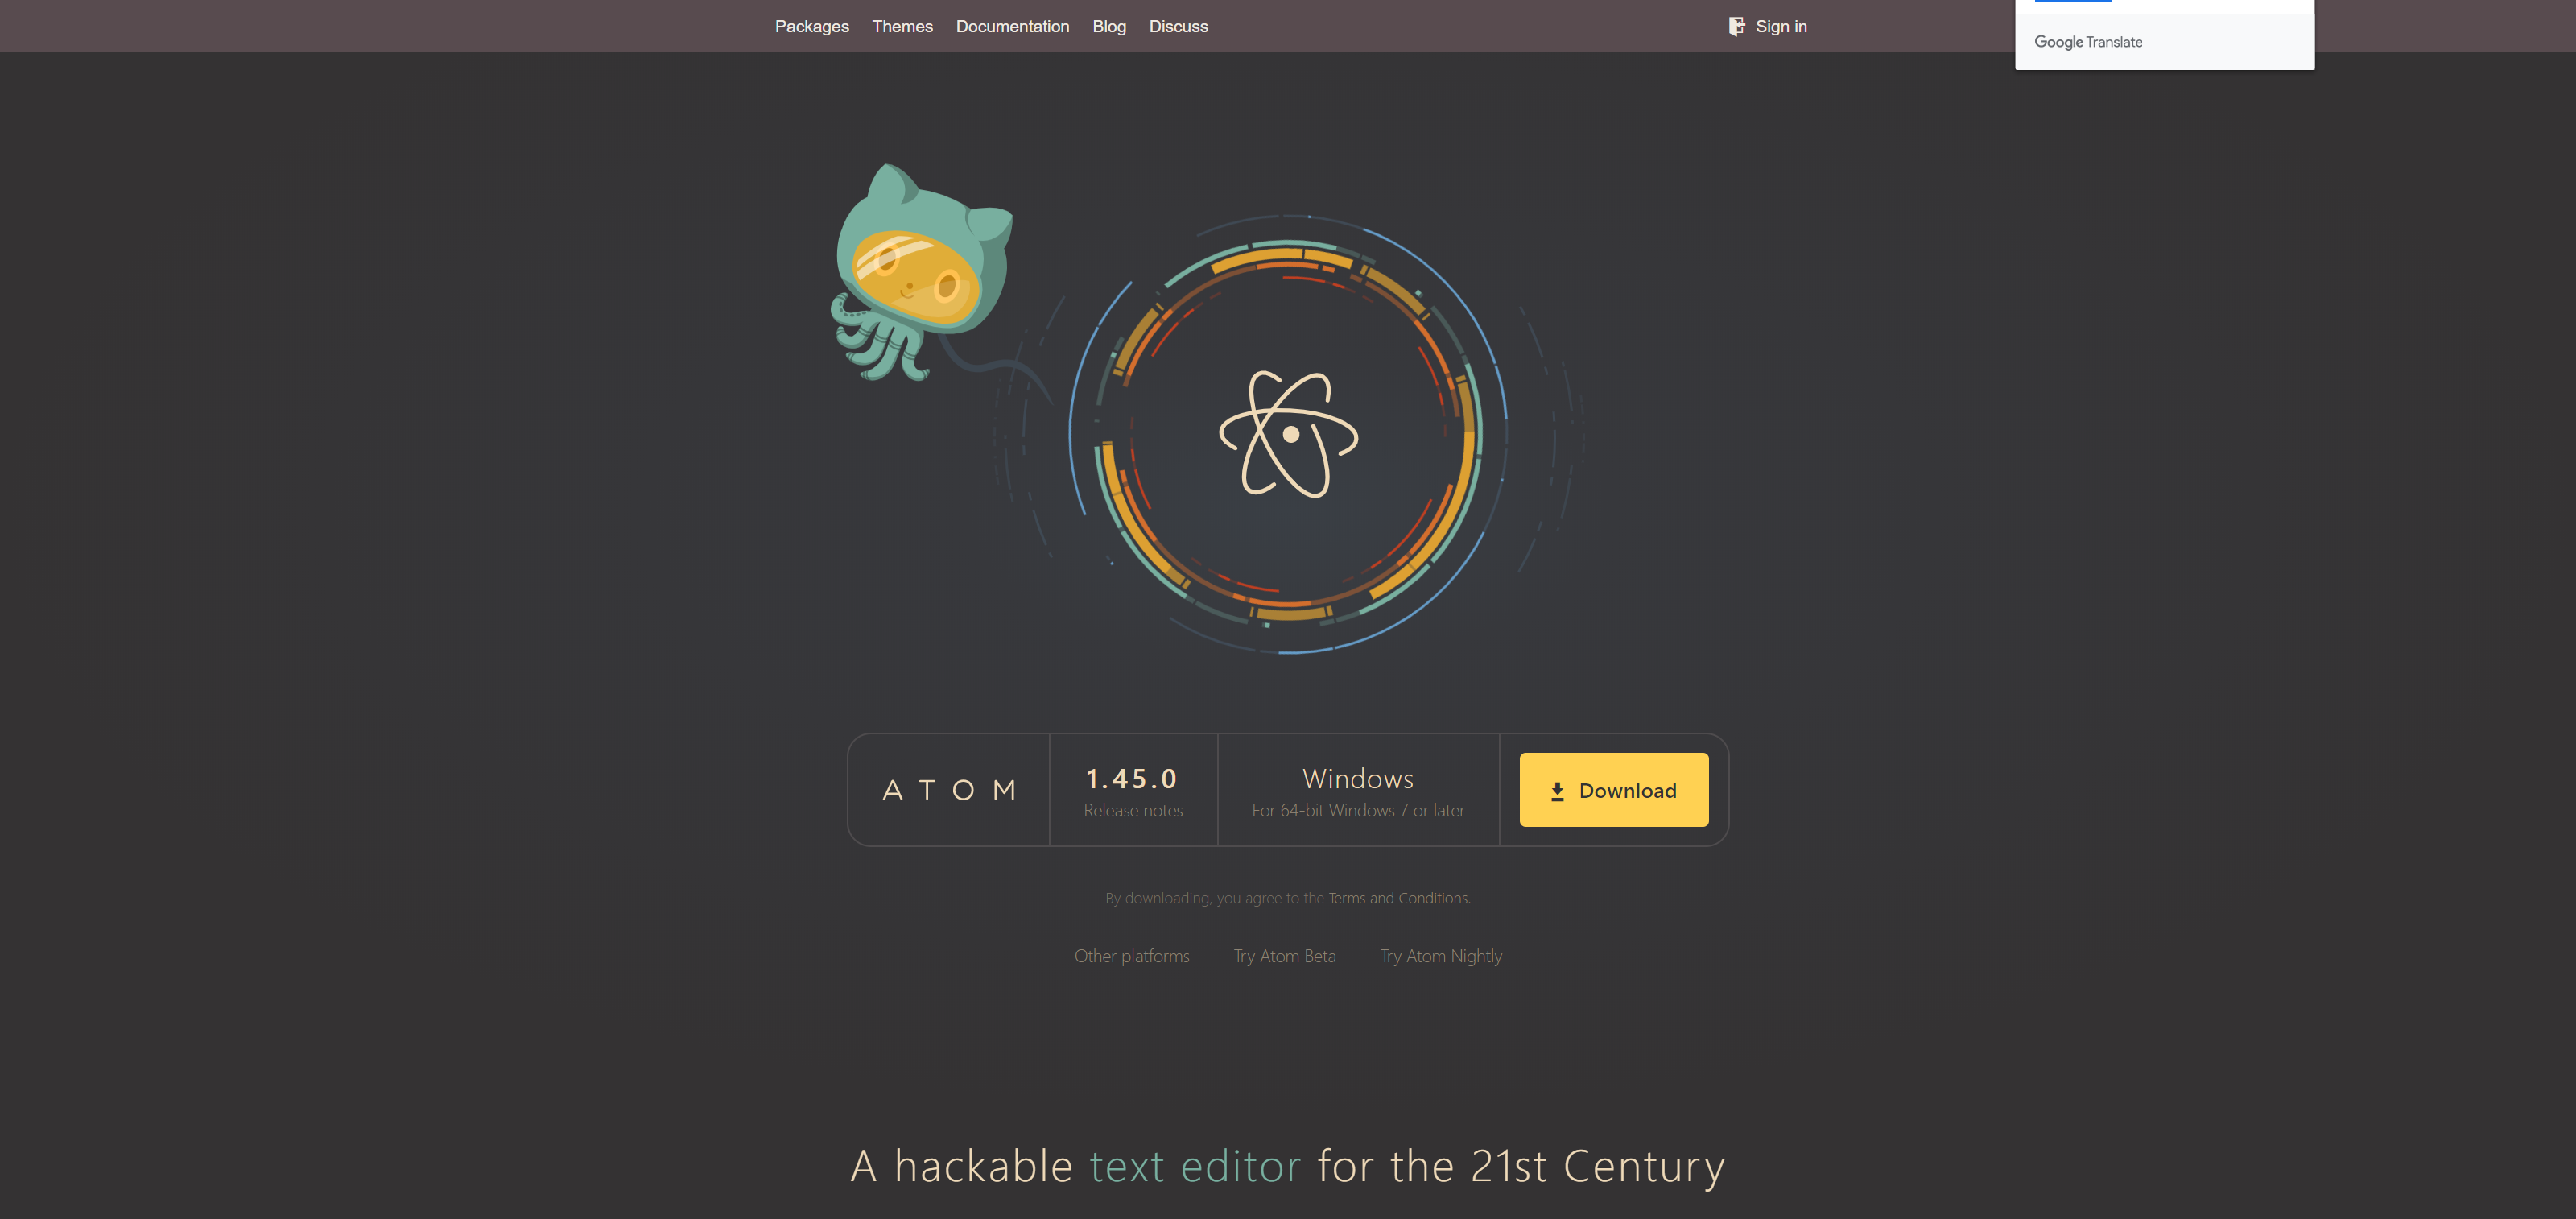 Packages Themes Documentation Blog Discuss Sign in
Google Translate
ATOM
1.45.0
Release notes
Windows
For 64-bit Windows 7 or later
Download
By downloading, you agree to the Terms and Conditions.
Other platforms Try Atom Beta Try Atom Nightly
A hackable text editor for the 21st Century